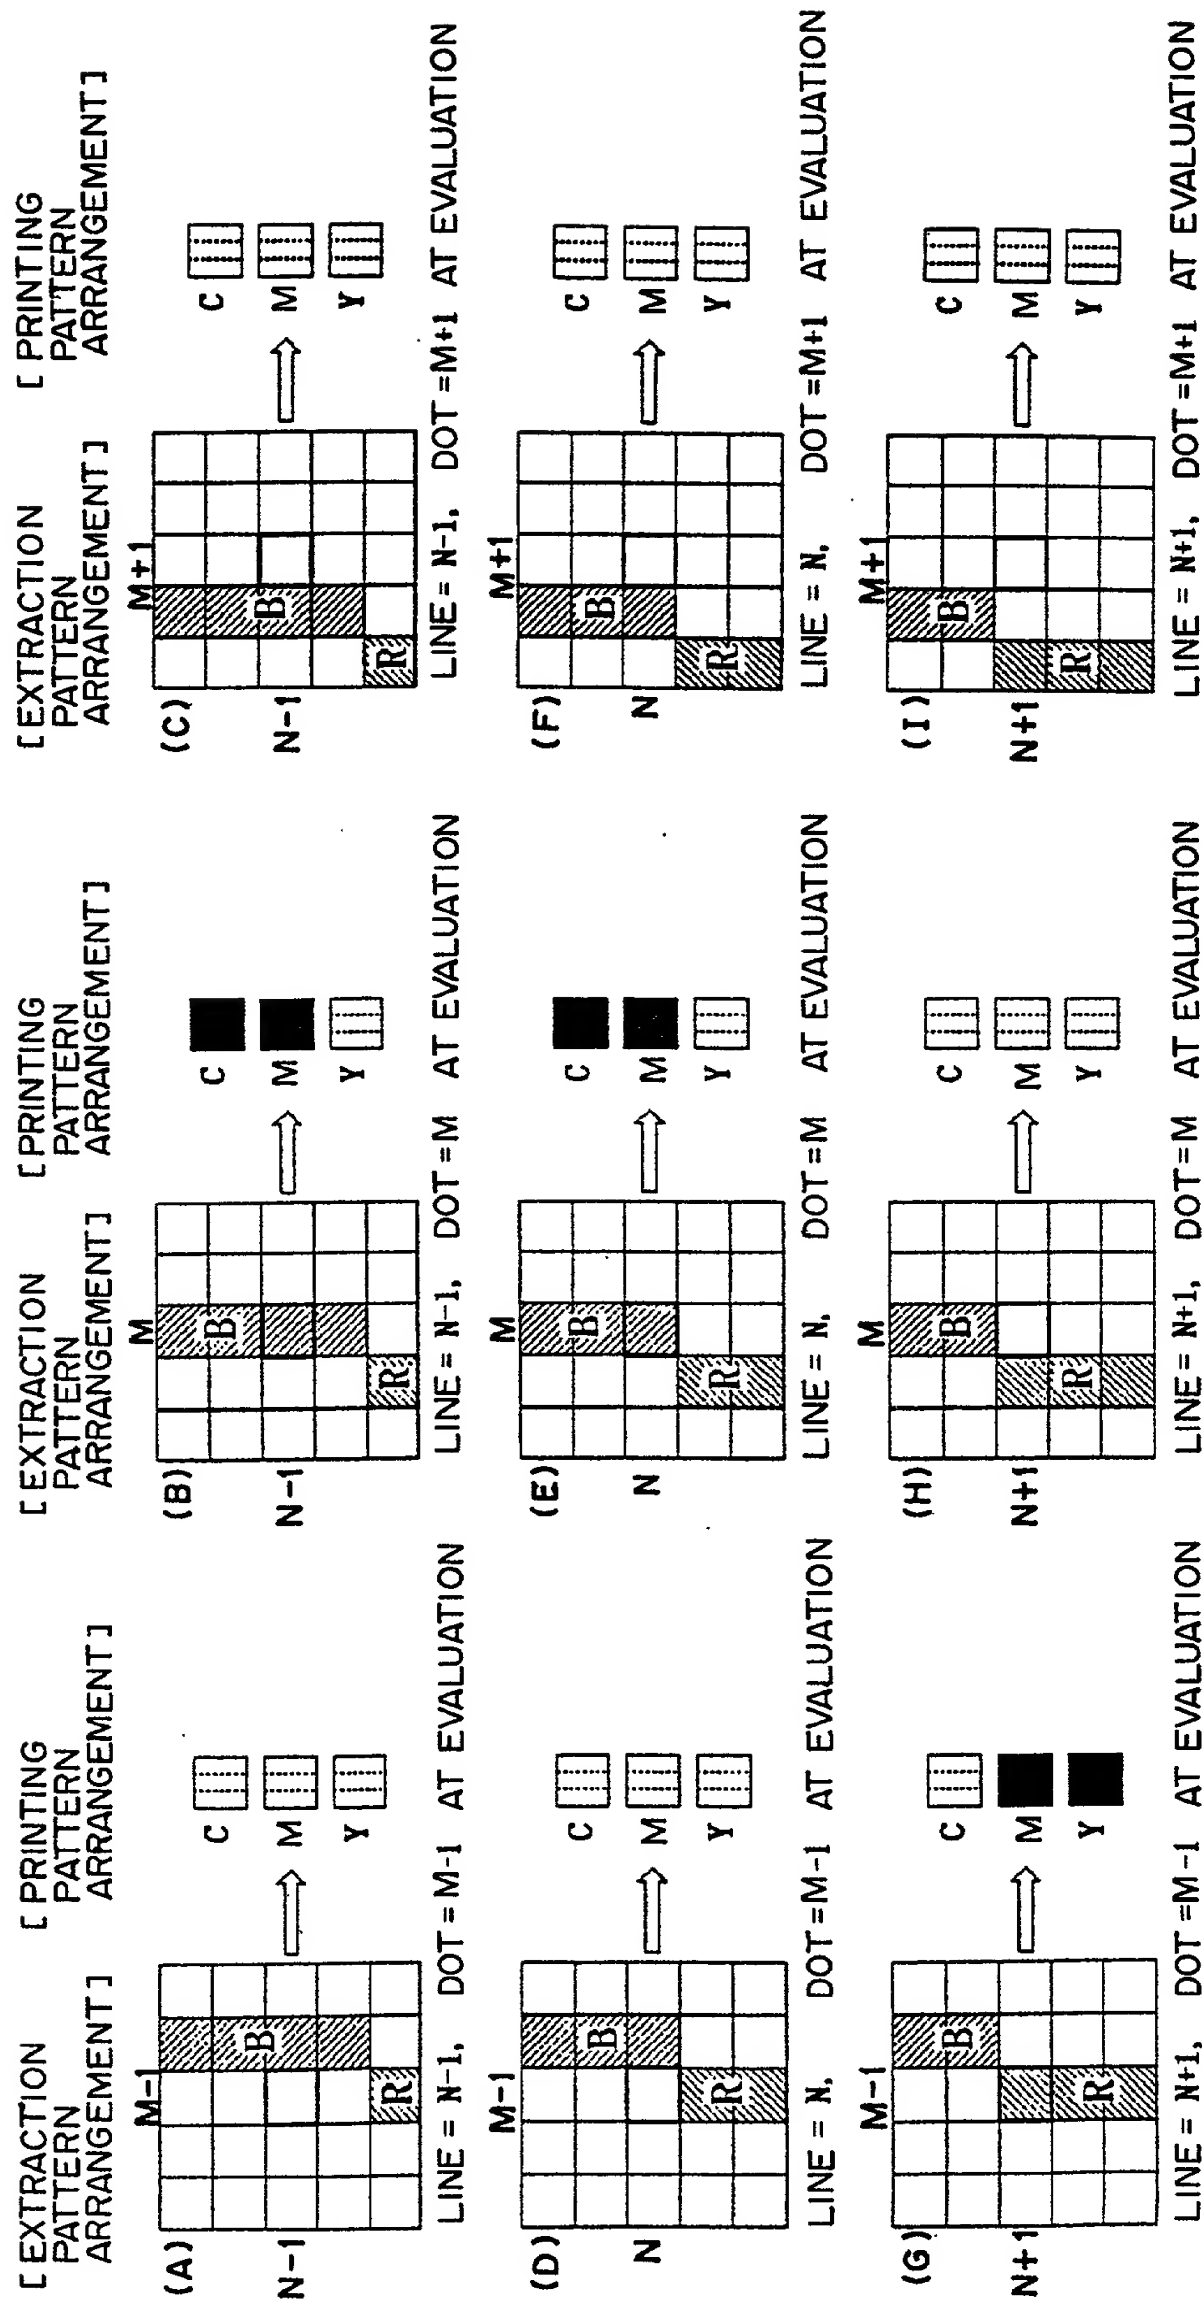 [EXTRACTION
PATTERN
ARRANGEMENT]
[PRINTING
PATTERN
ARRANGEMENT]
[EXTRACTION
PATTERN
ARRANGEMENT]
[PRINTING
PATTERN
ARRANGEMENT]
[EXTRACTION
PATTERN
ARRANGEMENT]
[PRINTING
PATTERN
ARRANGEMENT]
(A)
M-1
N-1
B
R
C
M
Y
LINE = N-1, DOT = M-1 AT EVALUATION
(B)
M
N-1
B
R
C
M
Y
LINE = N-1, DOT = M AT EVALUATION
(C)
M+1
N-1
B
R
C
M
Y
LINE = N-1, DOT = M+1 AT EVALUATION
(D)
M-1
N
B
R
C
M
Y
LINE = N, DOT = M-1 AT EVALUATION
(E)
M
N
B
R
C
M
Y
LINE = N, DOT = M AT EVALUATION
(F)
M+1
N
B
R
C
M
Y
LINE = N, DOT = M+1 AT EVALUATION
(G)
M-1
N+1
B
R
C
M
Y
LINE = N+1, DOT = M-1 AT EVALUATION
(H)
M
N+1
B
R
C
M
Y
LINE = N+1, DOT = M AT EVALUATION
(I)
M+1
N+1
B
R
C
M
Y
LINE = N+1, DOT = M+1 AT EVALUATION